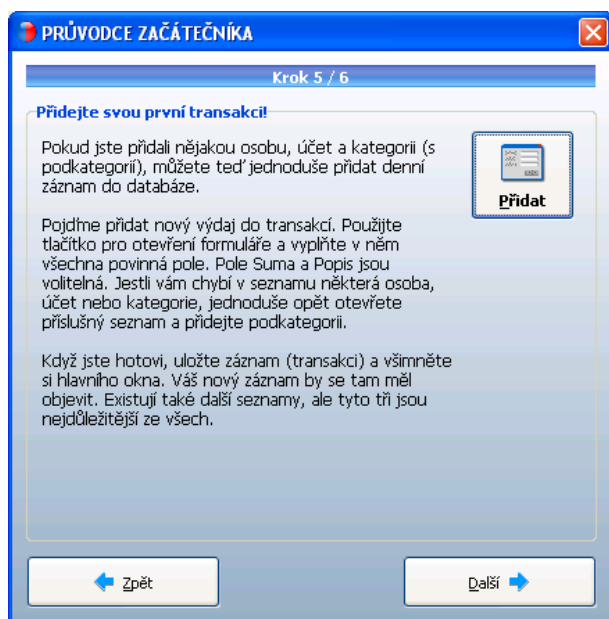 PRŮVODCE ZAČÁTEČNÍKA
Krok 5 / 6
Přidejte svou první transakci!
Pokud jste přidali nějakou osobu, účet a kategorii (s
podkategorií), můžete teď jednoduše přidat denní
záznam do databáze.
Přidat
Pojďme přidat nový výdaj do transakcí. Použijte
tlačítko pro otevření formuláře a vyplňte v něm
všechna povinná pole. Pole Suma a Popis jsou
volitelná. Jestli vám chybí v seznamu některá osoba,
účet nebo kategorie, jednoduše opět otevřete
příslušný seznam a přidejte podkategorii.
Když jste hotovi, uložte záznam (transakci) a všimněte
si hlavního okna. Váš nový záznam by se tam měl
objevit. Existují také další seznamy, ale tyto tři jsou
nejdůležitější ze všech.
Zpět
Další